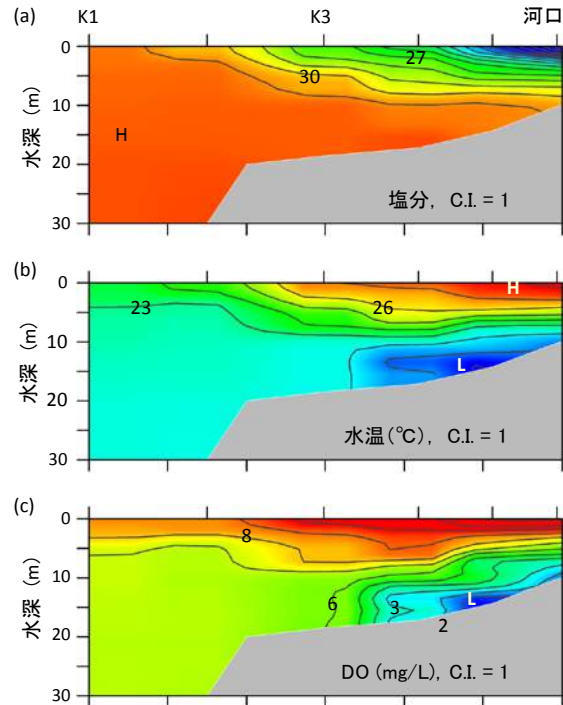 (a) K1 K3 河口
0
27
30
10
H
20
30
水深 (m)
塩分, C.I. = 1
(b)
0
H
23
26
10
L
20
30
水深 (m)
水温(℃), C.I. = 1
(c)
0
8
10
6
3
L
2
20
30
水深 (m)
DO (mg/L), C.I. = 1